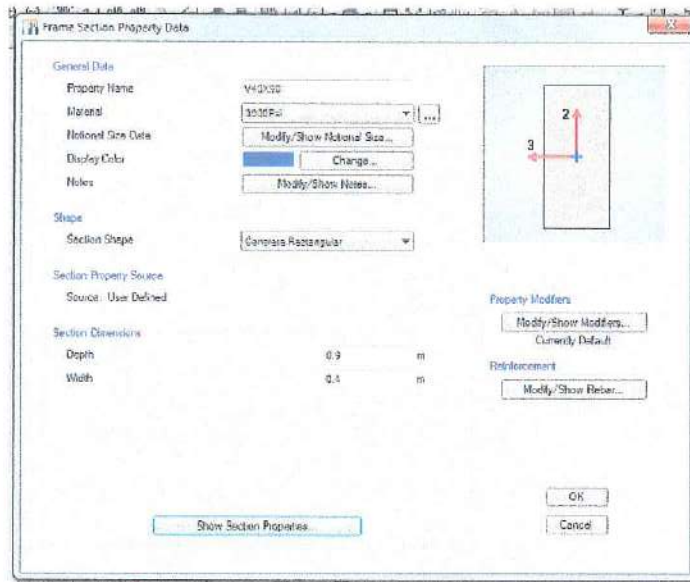 Frame Section Property Data
General Data
Property Name V40X90
Material 3000Psi ...
Notional Size Data Modify/Show Notional Size...
Display Color Change...
Notes Modify/Show Notes...
Shape
Section Shape Concrete Rectangular
Section Property Source
Source: User Defined
Section Dimensions
Depth 0.9 m
Width 0.4 m
2
3
Property Modifiers
Modify/Show Modifiers...
Currently Default
Reinforcement
Modify/Show Rebar...
OK
Show Section Properties...
Cancel